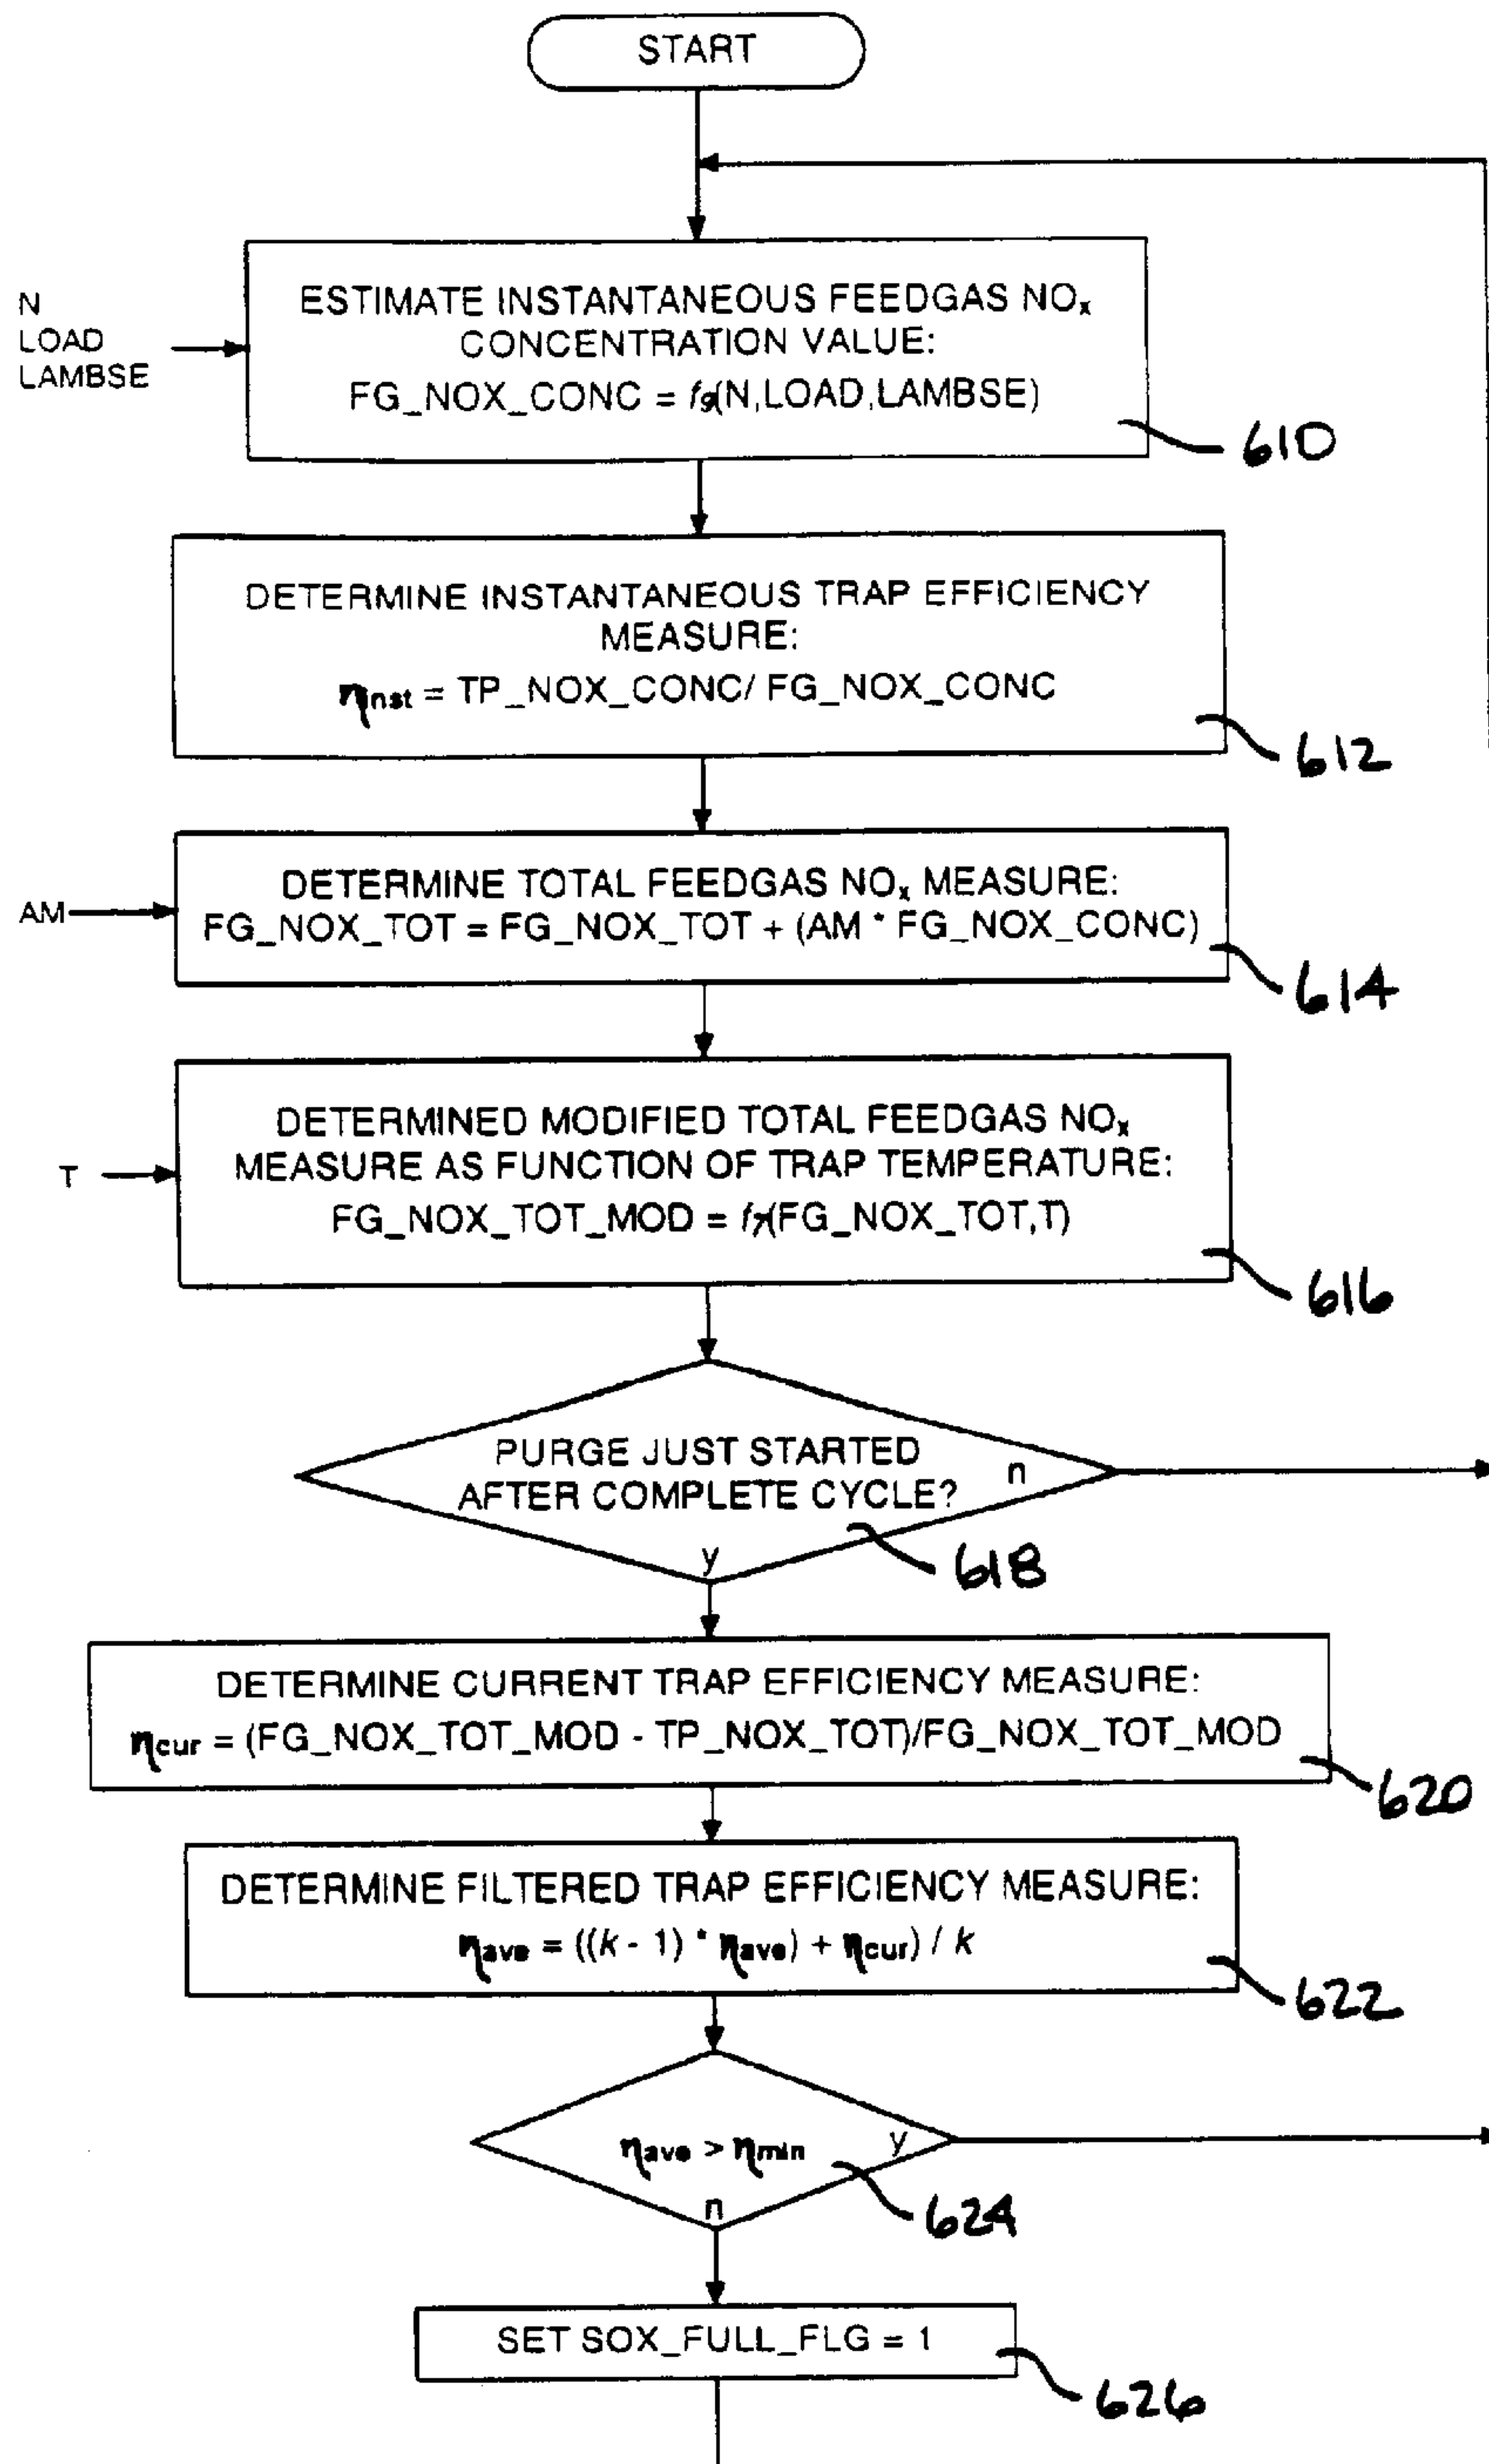 START
N
LOAD
LAMBSE
ESTIMATE INSTANTANEOUS FEEDGAS NOₓ
CONCENTRATION VALUE:
FG_NOX_CONC = f9(N,LOAD,LAMBSE)
610
DETERMINE INSTANTANEOUS TRAP EFFICIENCY
MEASURE:
ηinst = TP_NOX_CONC/ FG_NOX_CONC
612
AM
DETERMINE TOTAL FEEDGAS NOₓ MEASURE:
FG_NOX_TOT = FG_NOX_TOT + (AM * FG_NOX_CONC)
614
T
DETERMINED MODIFIED TOTAL FEEDGAS NOₓ
MEASURE AS FUNCTION OF TRAP TEMPERATURE:
FG_NOX_TOT_MOD = f7(FG_NOX_TOT,T)
616
PURGE JUST STARTED
AFTER COMPLETE CYCLE?
n
y
618
DETERMINE CURRENT TRAP EFFICIENCY MEASURE:
ηcur = (FG_NOX_TOT_MOD - TP_NOX_TOT)/FG_NOX_TOT_MOD
620
DETERMINE FILTERED TRAP EFFICIENCY MEASURE:
ηave = ((k - 1) * ηave) + ηcur) / k
622
ηave > ηmin
y
n
624
SET SOX_FULL_FLG = 1
626